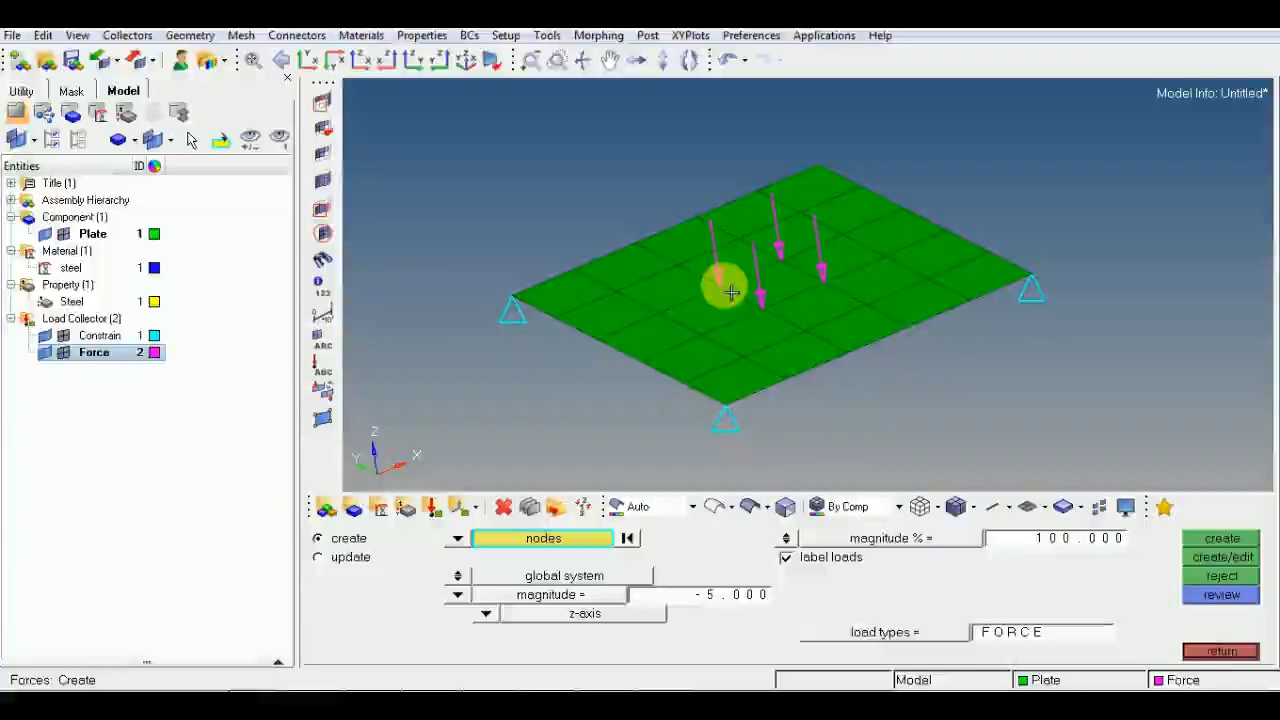 File Edit View Collectors Geometry Mesh Connectors Materials Properties BCs Setup Tools Morphing Post XYPlots Preferences Applications Help
Utility Mask Model
Model Info: Untitled*
Entities ID
Title (1)
Assembly Hierarchy
Component (1)
Plate 1
Material (1)
steel 1
Property (1)
Steel 1
Load Collector (2)
Constrain 1
Force 2
123
ABC
ABC
Z
Y X
Auto
By Comp
create nodes magnitude % = 100.000 create
update label loads create/edit
global system reject
magnitude = -5.000 review
z-axis
load types = FORCE
return
Forces: Create Model Plate Force